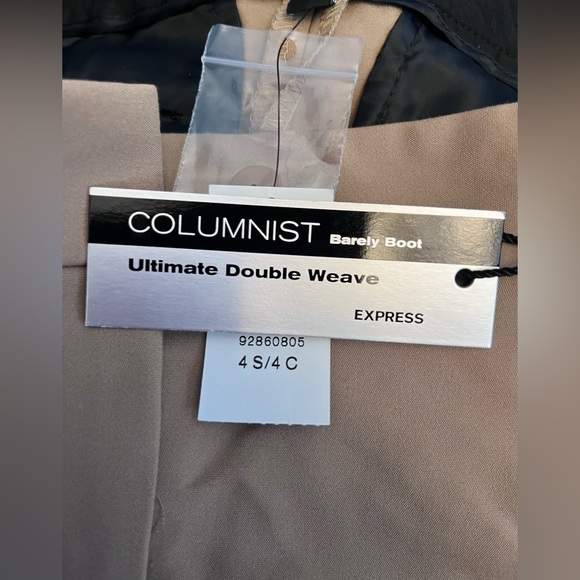 COLUMNIST Barely Boot
Ultimate Double Weave
EXPRESS
92860805
4 S/4 C